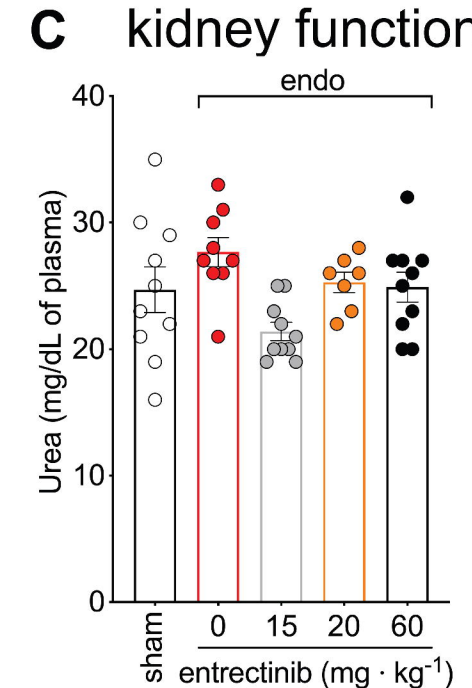 C kidney function
endo
Urea (mg/dL of plasma)
40
30
20
10
0
sham 0 15 20 60
entrectinib (mg · kg⁻¹)